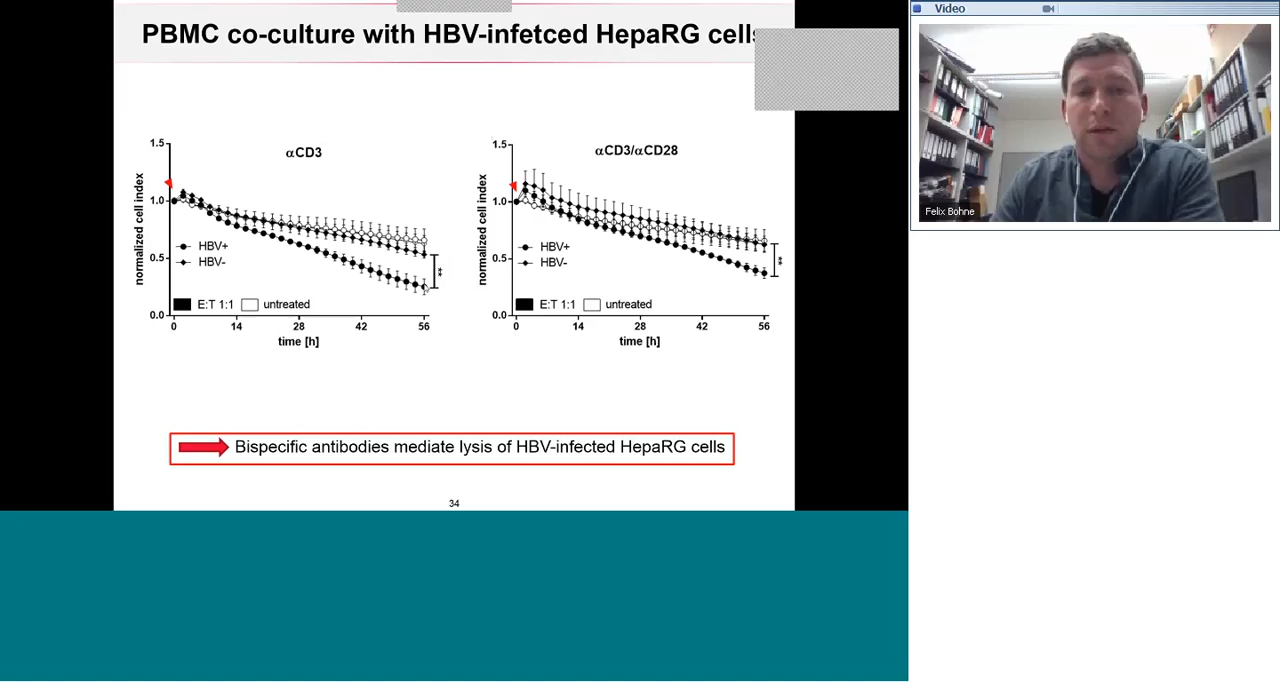 PBMC co-culture with HBV-infetced HepaRG cells
Video
Felix Bohne
αCD3
1.5
1.0
0.5
0.0
normalized cell index
HBV+
HBV-
E:T 1:1
untreated
**
0
14
28
42
56
time [h]
αCD3/αCD28
1.5
1.0
0.5
0.0
normalized cell index
HBV+
HBV-
E:T 1:1
untreated
**
0
14
28
42
56
time [h]
Bispecific antibodies mediate lysis of HBV-infected HepaRG cells
34